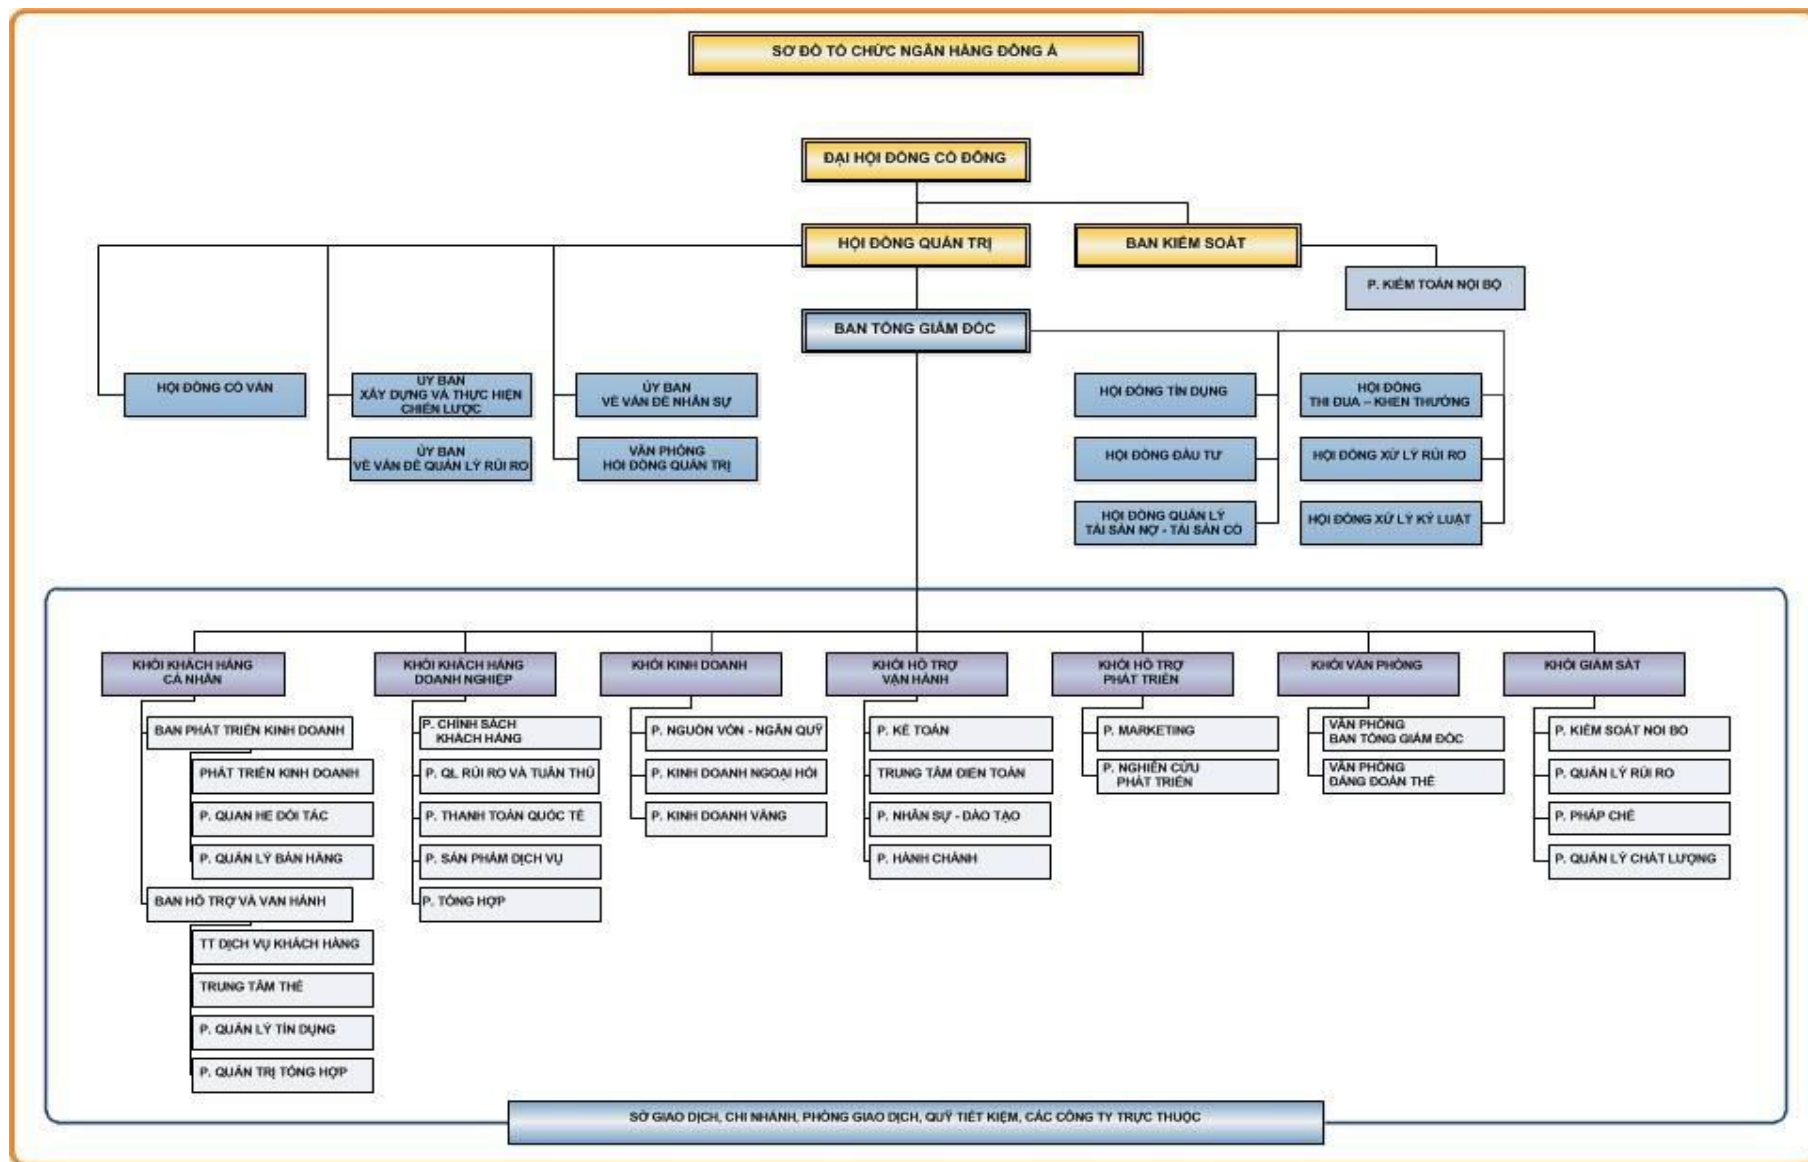 SƠ ĐỒ TỔ CHỨC NGÂN HÀNG ĐÔNG Á
ĐẠI HỘI ĐỒNG CỔ ĐÔNG
HỘI ĐỒNG QUẢN TRỊ
BAN KIỂM SOÁT
P. KIỂM TOÁN NỘI BỘ
BAN TỔNG GIÁM ĐỐC
HỘI ĐỒNG CỐ VẤN
ỦY BAN
XÂY DỰNG VÀ THỰC HIỆN
CHIẾN LƯỢC
ỦY BAN
VỀ VẤN ĐỀ NHÂN SỰ
HỘI ĐỒNG TÍN DỤNG
HỘI ĐỒNG
THI ĐUA – KHEN THƯỞNG
ỦY BAN
VỀ VẤN ĐỀ QUẢN LÝ RỦI RO
VĂN PHÒNG
HỘI ĐỒNG QUẢN TRỊ
HỘI ĐỒNG ĐẦU TƯ
HỘI ĐỒNG XỬ LÝ RỦI RO
HỘI ĐỒNG QUẢN LÝ
TÀI SẢN NỢ - TÀI SẢN CÓ
HỘI ĐỒNG XỬ LÝ KỶ LUẬT
KHỐI KHÁCH HÀNG
CÁ NHÂN
BAN PHÁT TRIỂN KINH DOANH
PHÁT TRIỂN KINH DOANH
P. QUAN HỆ ĐỐI TÁC
P. QUẢN LÝ BÁN HÀNG
BAN HỖ TRỢ VÀ VẬN HÀNH
TT DỊCH VỤ KHÁCH HÀNG
TRUNG TÂM THẺ
P. QUẢN LÝ TÍN DỤNG
P. QUẢN TRỊ TỔNG HỢP
KHỐI KHÁCH HÀNG
DOANH NGHIỆP
P. CHÍNH SÁCH
KHÁCH HÀNG
P. QL RỦI RO VÀ TUÂN THỦ
P. THANH TOÁN QUỐC TẾ
P. SẢN PHẨM DỊCH VỤ
P. TỔNG HỢP
KHỐI KINH DOANH
P. NGUỒN VỐN - NGÂN QUỸ
P. KINH DOANH NGOẠI HỐI
P. KINH DOANH VÀNG
KHỐI HỖ TRỢ
VẬN HÀNH
P. KẾ TOÁN
TRUNG TÂM ĐIỆN TOÁN
P. NHÂN SỰ - ĐÀO TẠO
P. HÀNH CHÁNH
KHỐI HỖ TRỢ
PHÁT TRIỂN
P. MARKETING
P. NGHIÊN CỨU
PHÁT TRIỂN
KHỐI VĂN PHÒNG
VĂN PHÒNG
BAN TỔNG GIÁM ĐỐC
VĂN PHÒNG
ĐẢNG ĐOÀN THỂ
KHỐI GIÁM SÁT
P. KIỂM SOÁT NỘI BỘ
P. QUẢN LÝ RỦI RO
P. PHÁP CHẾ
P. QUẢN LÝ CHẤT LƯỢNG
SỞ GIAO DỊCH, CHI NHÁNH, PHÒNG GIAO DỊCH, QUỸ TIẾT KIỆM, CÁC CÔNG TY TRỰC THUỘC